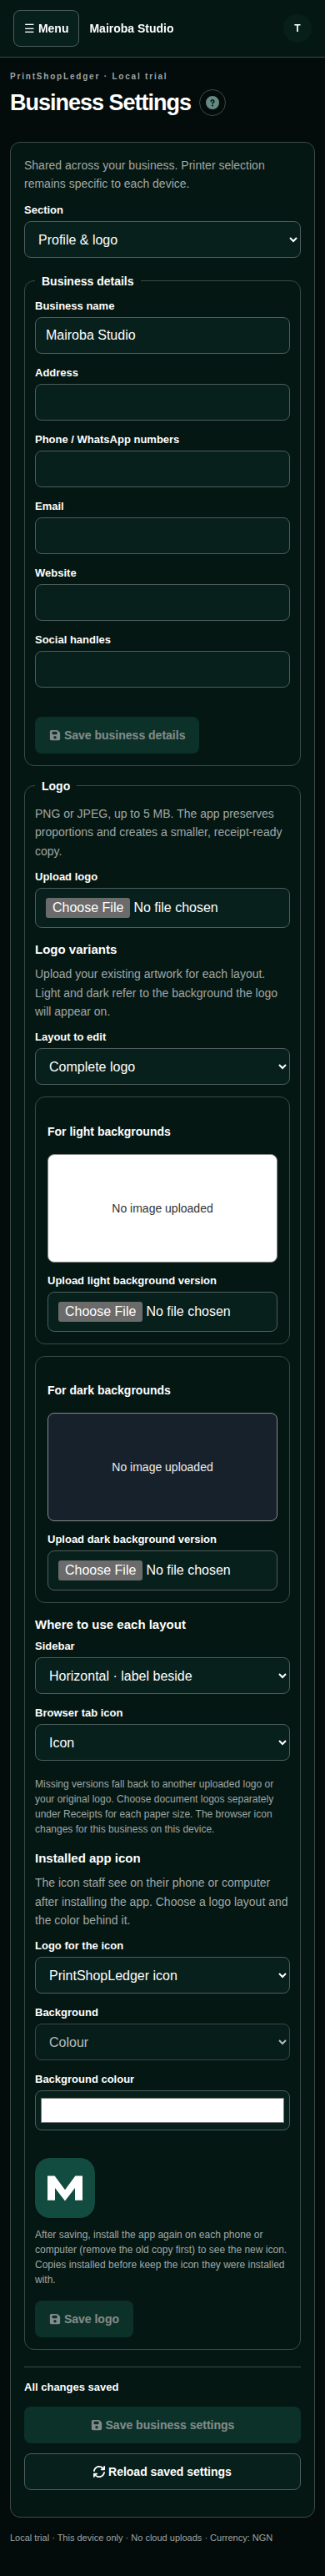 ☰ Menu
Mairoba Studio
T
PrintShopLedger · Local trial
Business Settings
?
Shared across your business. Printer selection
remains specific to each device.
Section
Profile & logo
Business details
Business name
Mairoba Studio
Address
Phone / WhatsApp numbers
Email
Website
Social handles
Save business details
Logo
PNG or JPEG, up to 5 MB. The app preserves
proportions and creates a smaller, receipt-ready
copy.
Upload logo
Choose File No file chosen
Logo variants
Upload your existing artwork for each layout.
Light and dark refer to the background the logo
will appear on.
Layout to edit
Complete logo
For light backgrounds
No image uploaded
Upload light background version
Choose File No file chosen
For dark backgrounds
No image uploaded
Upload dark background version
Choose File No file chosen
Where to use each layout
Sidebar
Horizontal · label beside
Browser tab icon
Icon
Missing versions fall back to another uploaded logo or
your original logo. Choose document logos separately
under Receipts for each paper size. The browser icon
changes for this business on this device.
Installed app icon
The icon staff see on their phone or computer
after installing the app. Choose a logo layout and
the color behind it.
Logo for the icon
PrintShopLedger icon
Background
Colour
Background colour
M
After saving, install the app again on each phone or
computer (remove the old copy first) to see the new icon.
Copies installed before keep the icon they were installed
with.
Save logo
All changes saved
Save business settings
Reload saved settings
Local trial · This device only · No cloud uploads · Currency: NGN